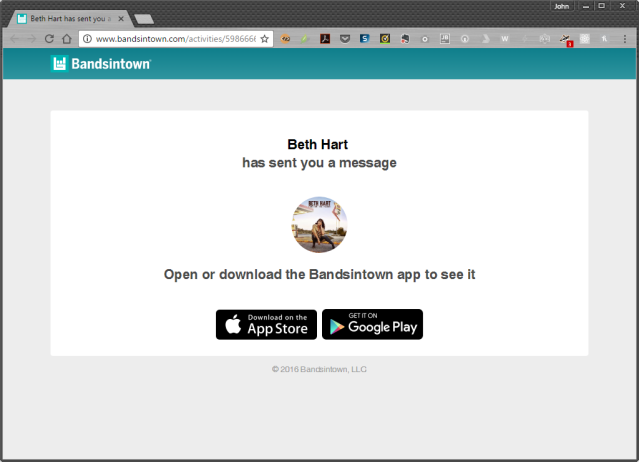 John
Beth Hart has sent you a
www.bandsintown.com/activities/5986666
Bandsintown
Beth Hart
has sent you a message
BETH HART
Open or download the Bandsintown app to see it
Download on the
App Store
GET IT ON
Google Play
© 2016 Bandsintown, LLC